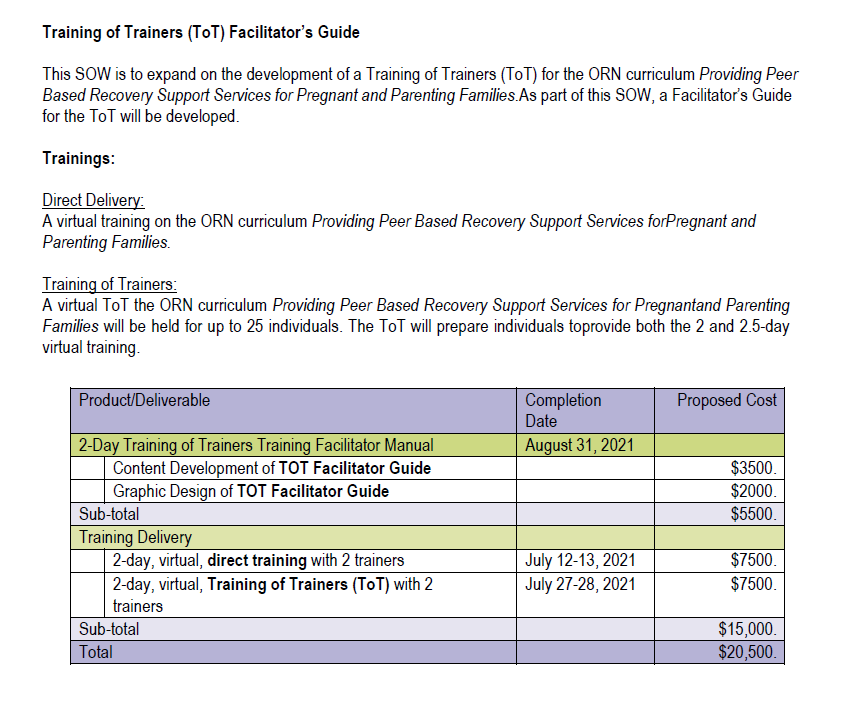 Training of Trainers (ToT) Facilitator's Guide
This SOW is to expand on the development of a Training of Trainers (ToT) for the ORN curriculum Providing Peer
Based Recovery Support Services for Pregnant and Parenting Families.As part of this SOW, a Facilitator's Guide
for the ToT will be developed.
Trainings:
Direct Delivery:
A virtual training on the ORN curriculum Providing Peer Based Recovery Support Services forPregnant and
Parenting Families.
Training of Trainers:
A virtual ToT the ORN curriculum Providing Peer Based Recovery Support Services for Pregnantand Parenting
Families will be held for up to 25 individuals. The ToT will prepare individuals toprovide both the 2 and 2.5-day
virtual training.
Product/Deliverable Completion Date Proposed Cost
2-Day Training of Trainers Training Facilitator Manual August 31, 2021
Content Development of TOT Facilitator Guide $3500.
Graphic Design of TOT Facilitator Guide $2000.
Sub-total $5500.
Training Delivery
2-day, virtual, direct training with 2 trainers July 12-13, 2021 $7500.
2-day, virtual, Training of Trainers (ToT) with 2 July 27-28, 2021 $7500.
trainers
Sub-total $15,000.
Total $20,500.